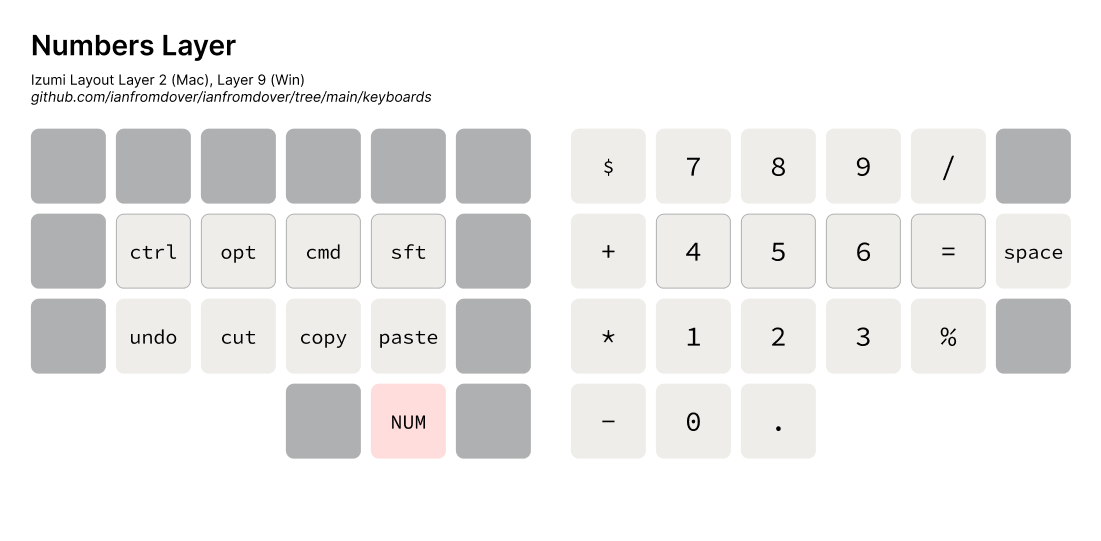 Numbers Layer
Izumi Layout Layer 2 (Mac), Layer 9 (Win)
github.com/ianfromdover/ianfromdover/tree/main/keyboards
$ 7 8 9 /
ctrl opt cmd sft + 4 5 6 = space
undo cut copy paste * 1 2 3 %
NUM - 0 .